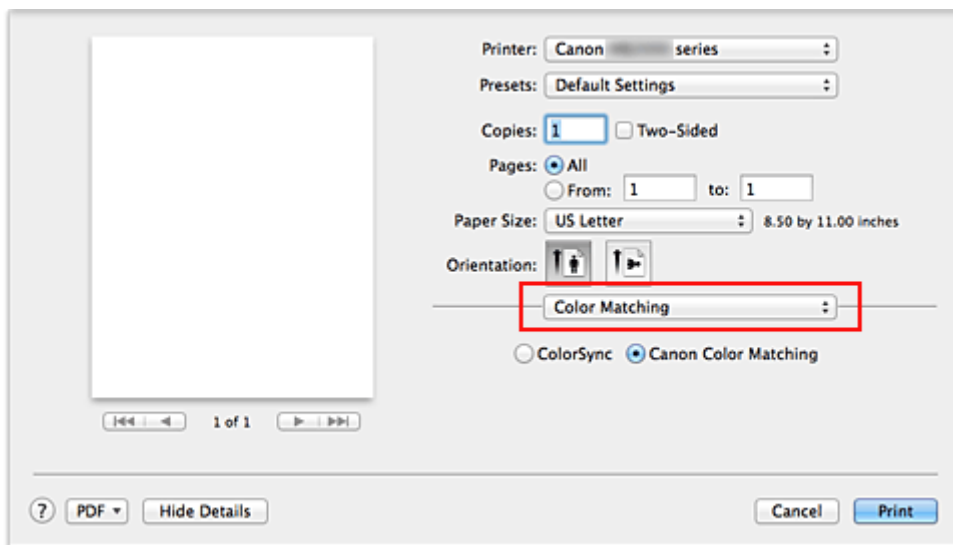 Printer: Canon series
Presets: Default Settings
Copies: 1 Two-Sided
Pages: All
From: 1 to: 1
Paper Size: US Letter 8.50 by 11.00 inches
Orientation:
Color Matching
ColorSync Canon Color Matching
1 of 1
? PDF Hide Details Cancel Print